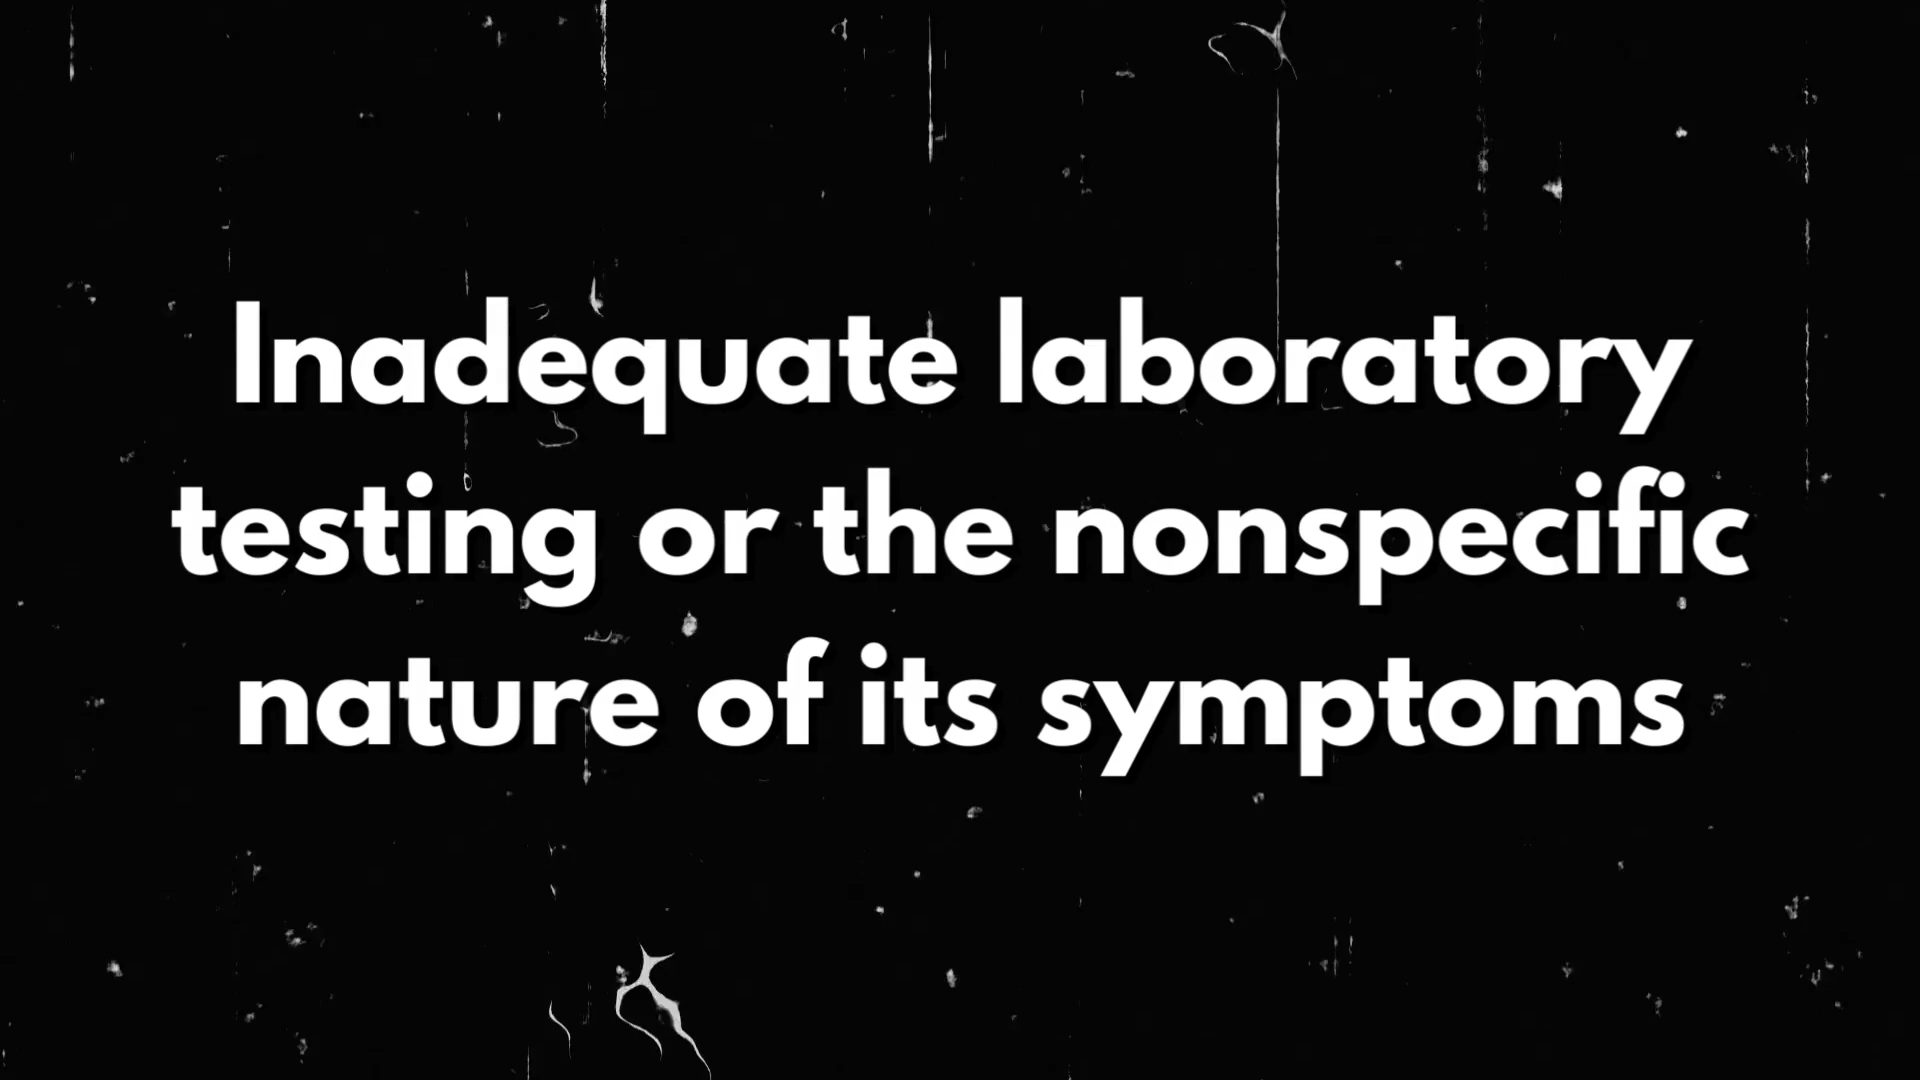 Inadequate laboratory
testing or the nonspecific
nature of its symptoms